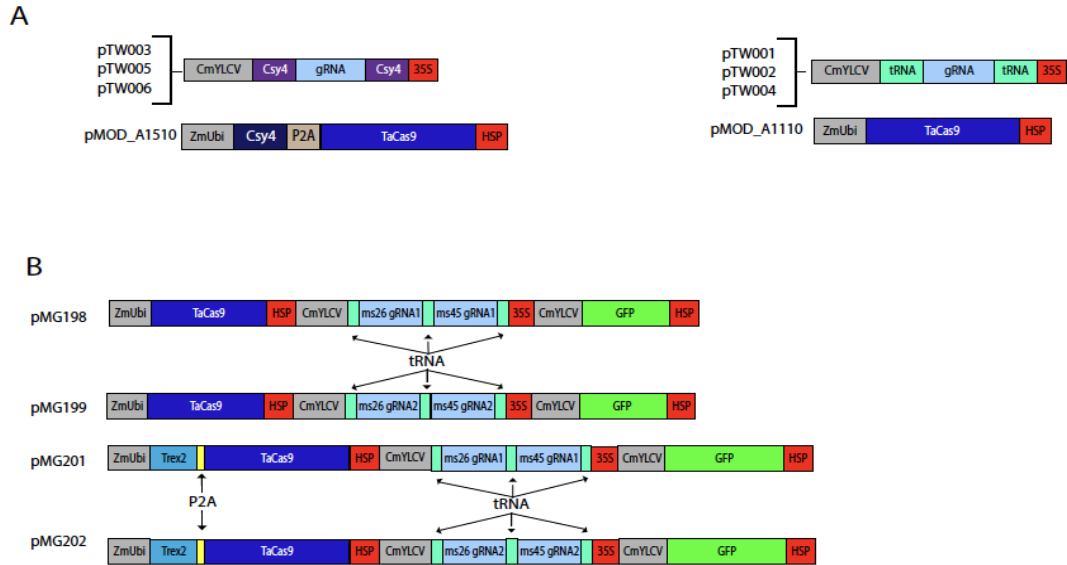 A
pTW003
pTW005
pTW006
CmYLCV Csy4 gRNA Csy4 35S
pMOD_A1510 ZmUbi Csy4 P2A TaCas9 HSP
pTW001
pTW002
pTW004
CmYLCV tRNA gRNA tRNA 35S
pMOD_A1110 ZmUbi TaCas9 HSP
B
pMG198 ZmUbi TaCas9 HSP CmYLCV ms26 gRNA1 ms45 gRNA1 35S CmYLCV GFP HSP
tRNA
pMG199 ZmUbi TaCas9 HSP CmYLCV ms26 gRNA2 ms45 gRNA2 35S CmYLCV GFP HSP
pMG201 ZmUbi Trex2 TaCas9 HSP CmYLCV ms26 gRNA1 ms45 gRNA1 35S CmYLCV GFP HSP
P2A tRNA
pMG202 ZmUbi Trex2 TaCas9 HSP CmYLCV ms26 gRNA2 ms45 gRNA2 35S CmYLCV GFP HSP